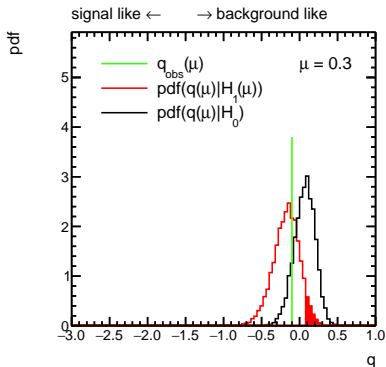 signal like ← → background like
pdf
q_obs(μ) μ = 0.3
pdf(q(μ)|H_1(μ))
pdf(q(μ)|H_0)
5
4
3
2
1
0
−3.0 −2.5 −2.0 −1.5 −1.0 −0.5 0.0 0.5 1.0
q